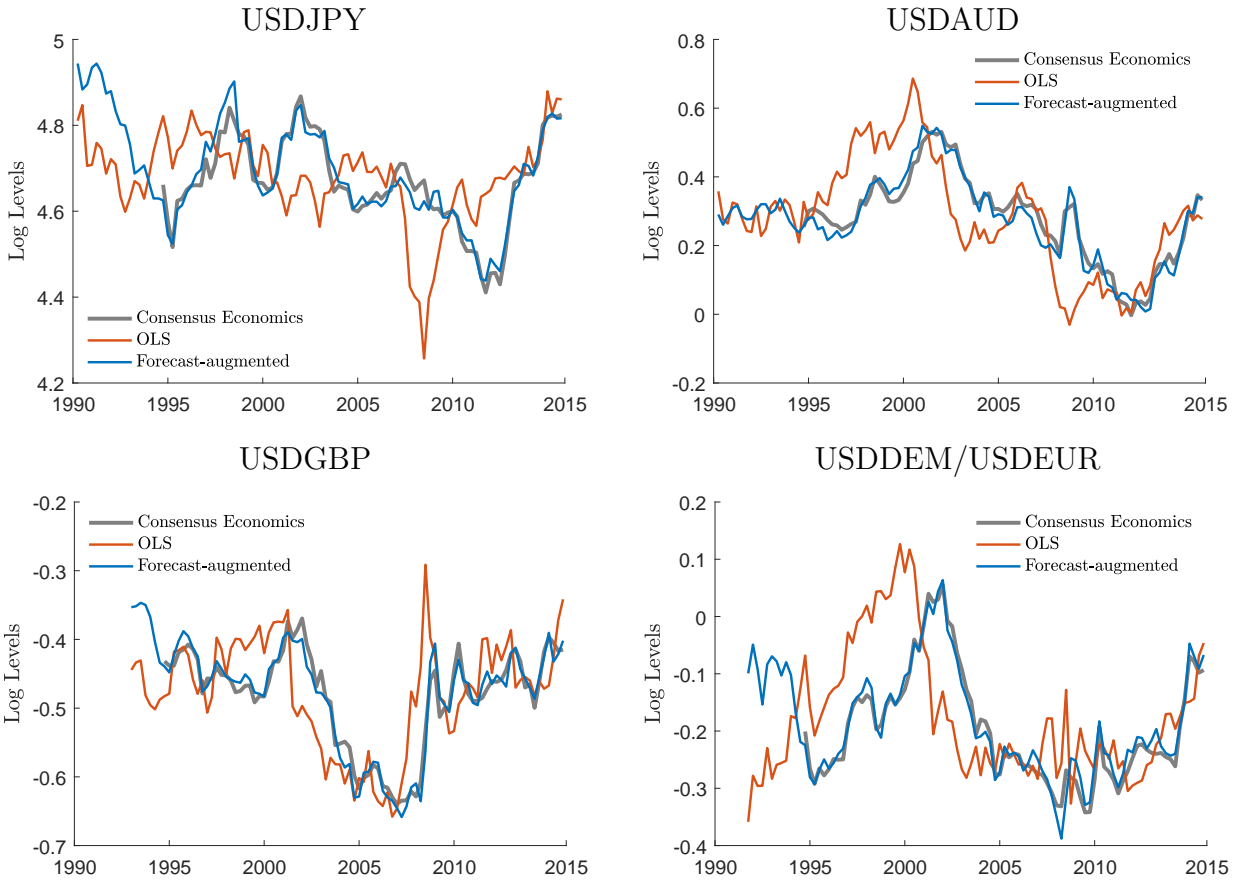 USDJPY
Log Levels
5
4.8
4.6
4.4
4.2
Consensus Economics
OLS
Forecast-augmented
1990 1995 2000 2005 2010 2015
USDAUD
Log Levels
0.8
0.6
0.4
0.2
0
-0.2
Consensus Economics
OLS
Forecast-augmented
1990 1995 2000 2005 2010 2015
USDGBP
Log Levels
-0.2
-0.3
-0.4
-0.5
-0.6
-0.7
Consensus Economics
OLS
Forecast-augmented
1990 1995 2000 2005 2010 2015
USDDEM/USDEUR
Log Levels
0.2
0.1
0
-0.1
-0.2
-0.3
-0.4
Consensus Economics
OLS
Forecast-augmented
1990 1995 2000 2005 2010 2015